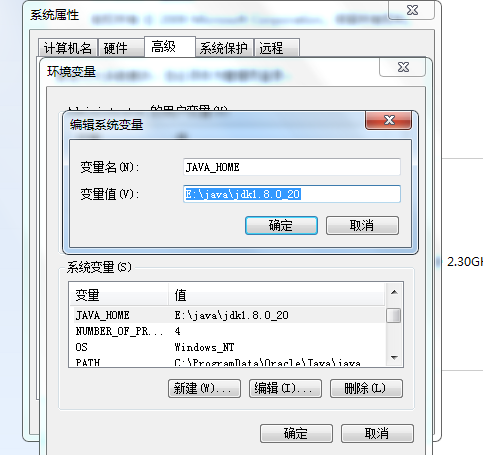 系统属性
计算机名 硬件 高级 系统保护 远程
环境变量
的用户变量(U)
编辑系统变量
变量名(N): JAVA_HOME
变量值(V): E:\java\jdk1.8.0_20
确定 取消
2.30GH
系统变量(S)
变量 值
JAVA_HOME E:\java\jdk1.8.0_20
NUMBER_OF_PR... 4
OS Windows_NT
PATH C:\ProgramData\Oracle\Java\java
新建(W)... 编辑(I)... 删除(L)
确定 取消